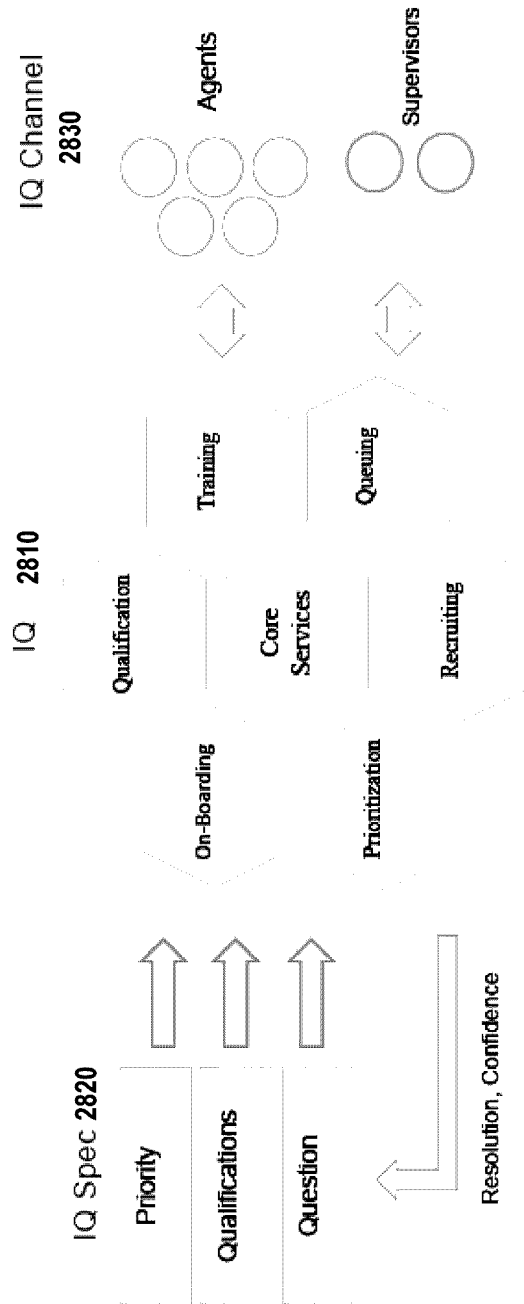 IQ Spec 2820
Priority
Qualifications
Question
Resolution, Confidence
IQ 2810
Qualification
On-Boarding
Training
Core
Services
Prioritization
Queuing
Recruiting
IQ Channel
2830
Agents
Supervisors